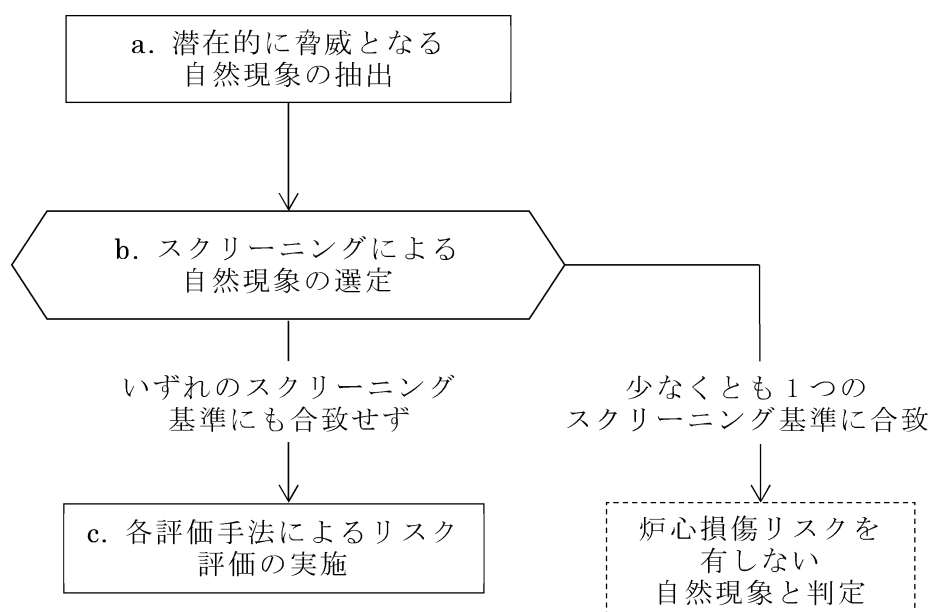 a. 潜在的に脅威となる
自然現象の抽出
b. スクリーニングによる
自然現象の選定
いずれのスクリーニング
基準にも合致せず
少なくとも1つの
スクリーニング基準に合致
c. 各評価手法によるリスク
評価の実施
炉心損傷リスクを
有しない
自然現象と判定